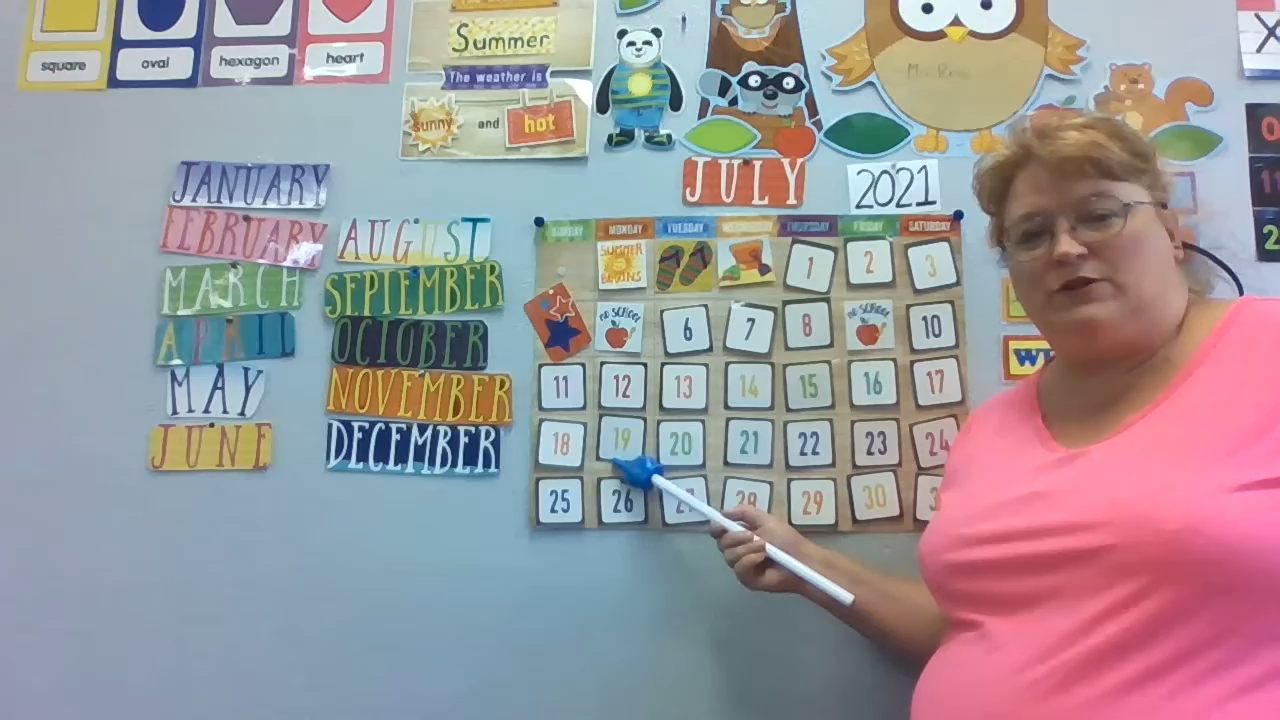 square
oval
hexagon
heart
Summer
The weather is
sunny and hot
JULY
2021
JANUARY
FEBRUARY
MARCH
APRIL
MAY
JUNE
AUGUST
SEPTEMBER
OCTOBER
NOVEMBER
DECEMBER
SUNDAY MONDAY TUESDAY WEDNESDAY THURSDAY FRIDAY SATURDAY
SUMMER
BEGINS
1 2 3
no SCHOOL 6 7 8 no SCHOOL 10
11 12 13 14 15 16 17
18 19 20 21 22 23 24
25 26 27 28 29 30